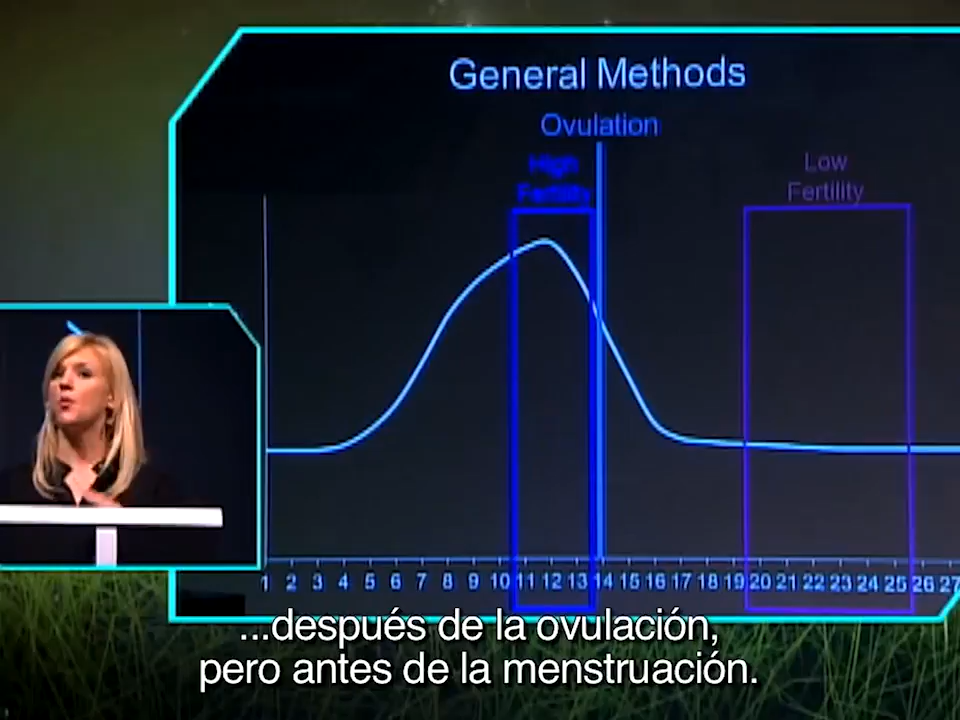 General Methods
Ovulation
High
Fertility
Low
Fertility
1 2 3 4 5 6 7 8 9 10 11 12 13 14 15 16 17 18 19 20 21 22 23 24 25 26 27
...después de la ovulación,
pero antes de la menstruación.